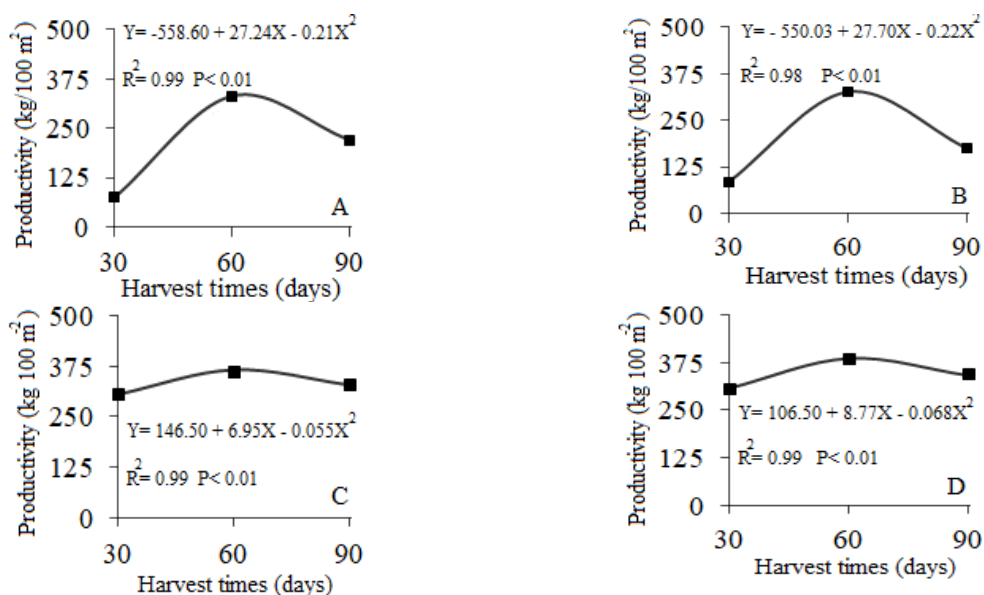 Productivity (kg/100 m²)
500
375
250
125
0
Y= -558.60 + 27.24X - 0.21X²
R²= 0.99 P< 0.01
A
30 60 90
Harvest times (days)
Productivity (kg/100 m²)
500
375
250
125
0
Y= - 550.03 + 27.70X - 0.22X²
R²= 0.98 P< 0.01
B
30 60 90
Harvest times (days)
Productivity (kg 100 m⁻²)
500
375
250
125
0
Y= 146.50 + 6.95X - 0.055X²
R²= 0.99 P< 0.01
C
30 60 90
Harvest times (days)
Productivity (kg 100 m⁻²)
500
375
250
125
0
Y= 106.50 + 8.77X - 0.068X²
R²= 0.99 P< 0.01
D
30 60 90
Harvest times (days)